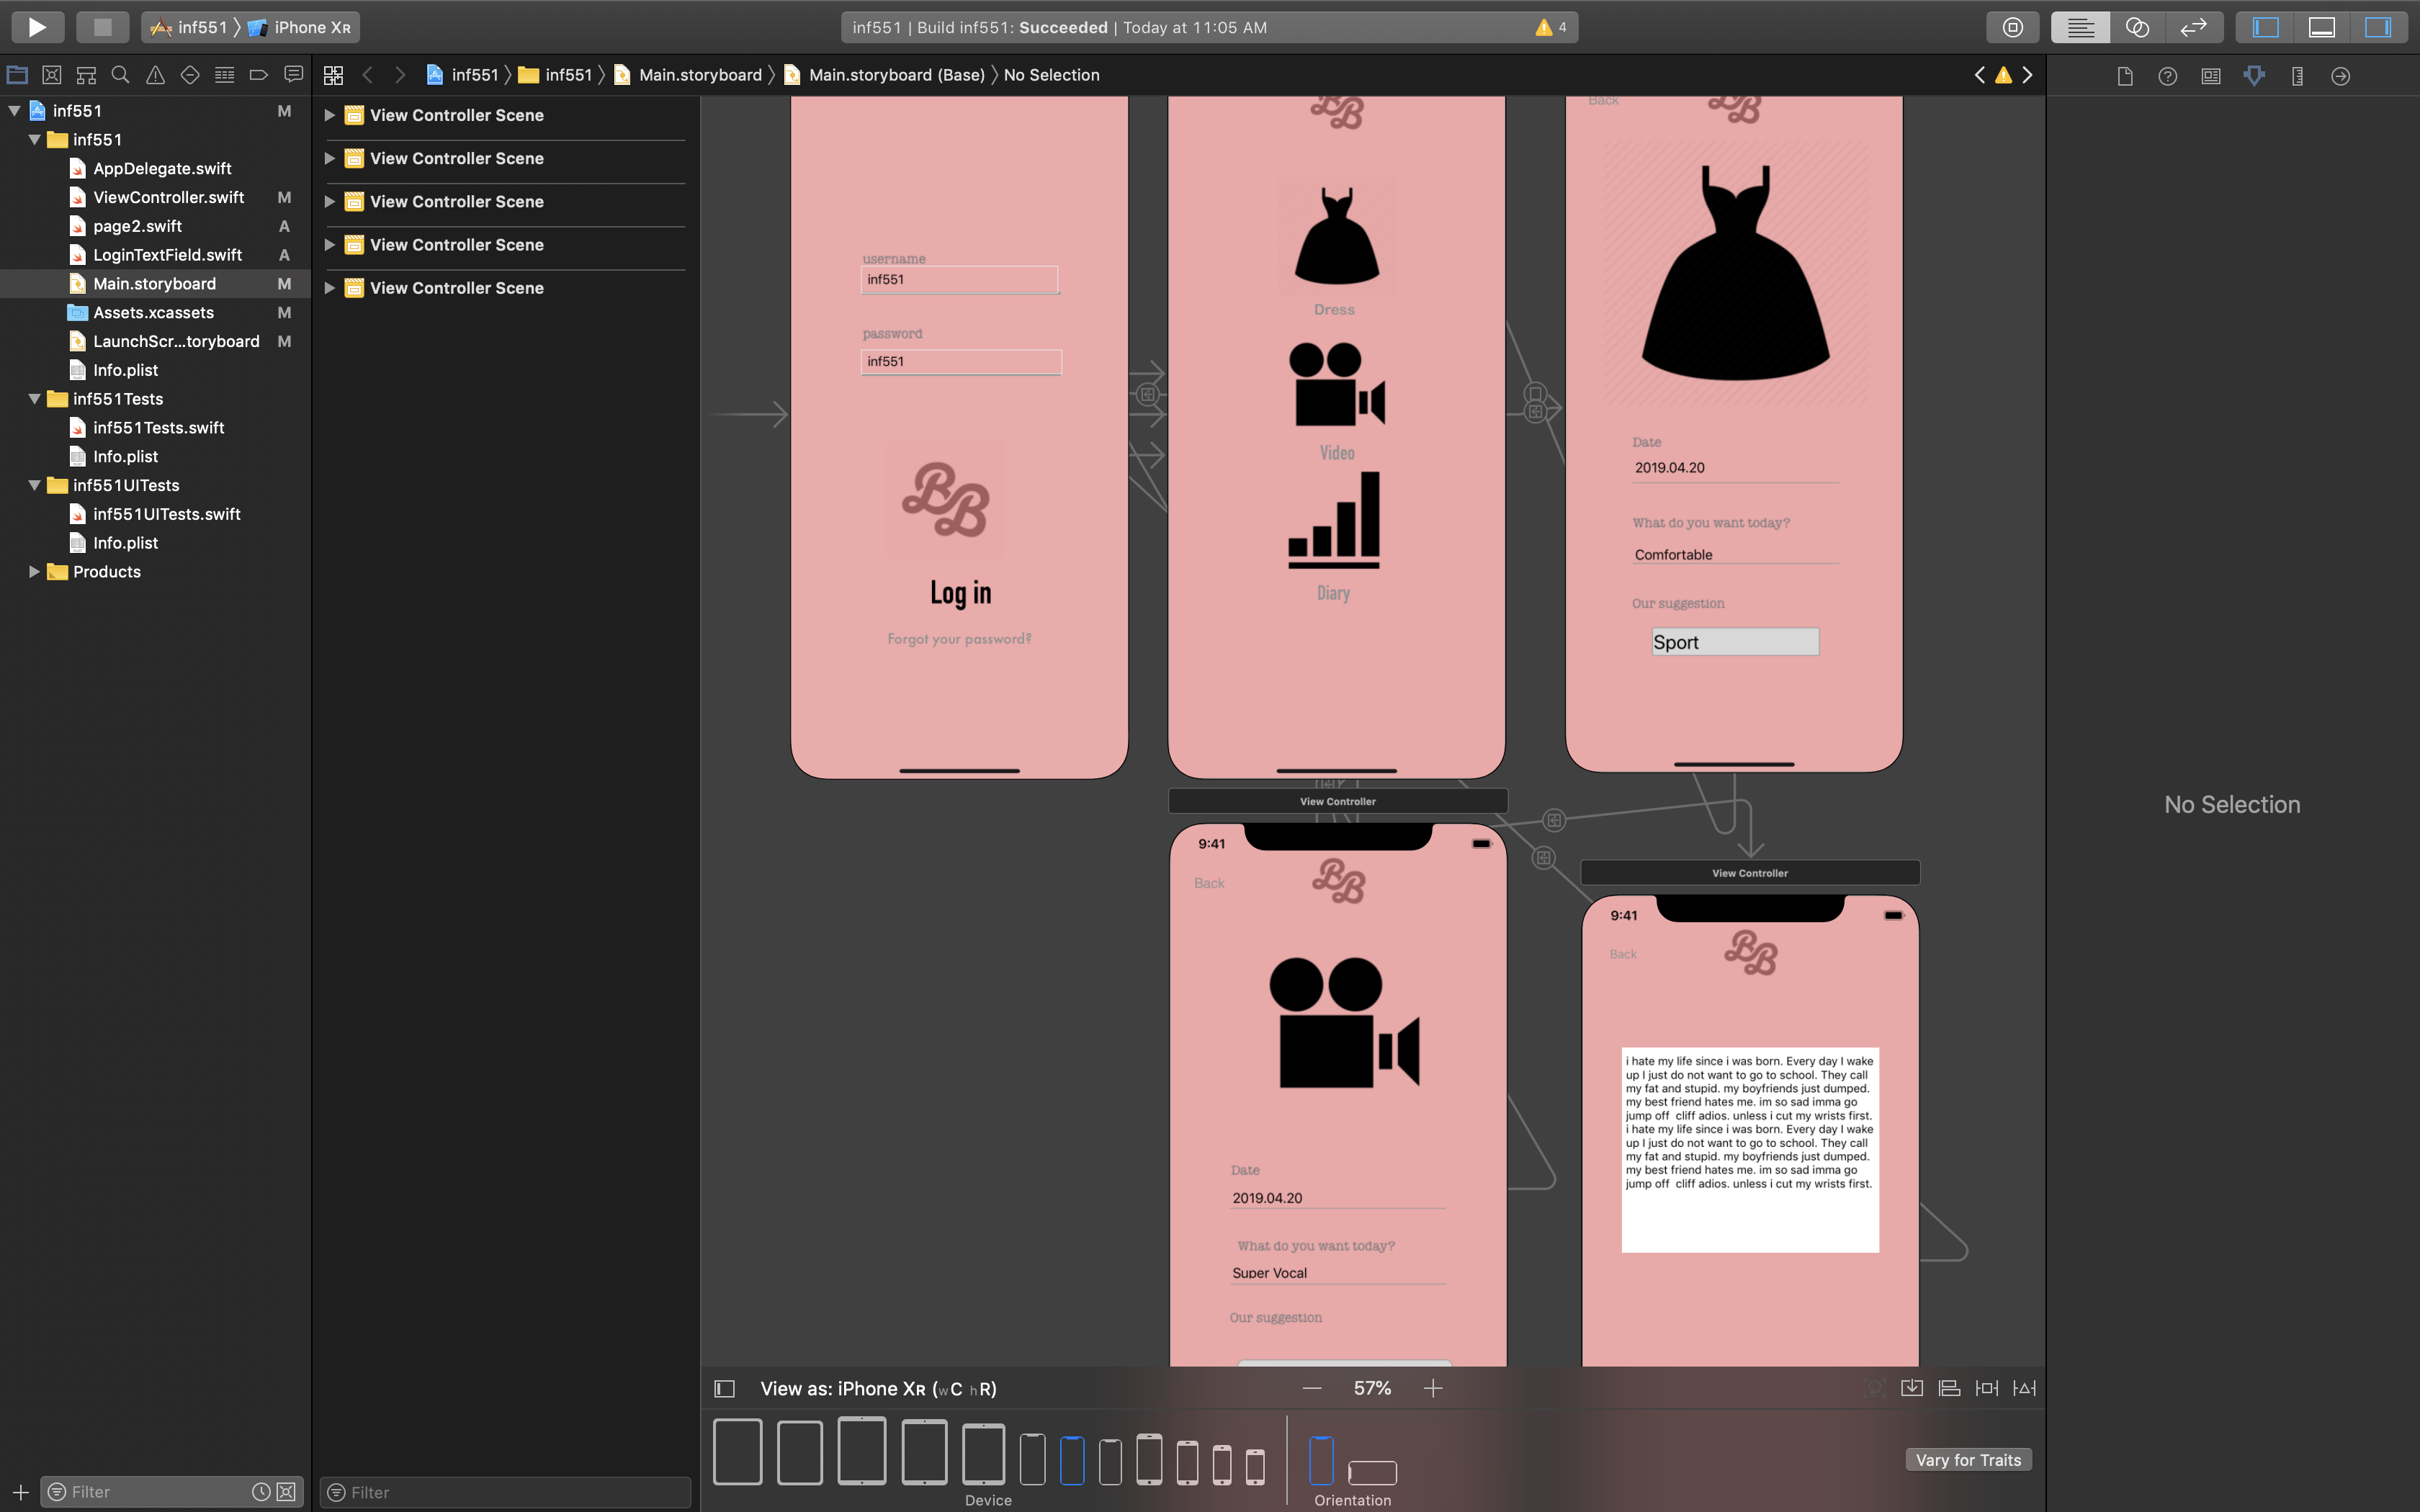 inf551 〉 iPhone XR
inf551 | Build inf551: Succeeded | Today at 11:05 AM
4
inf551 〉 inf551 〉 Main.storyboard 〉 Main.storyboard (Base) 〉 No Selection
inf551 M
inf551
AppDelegate.swift
ViewController.swift M
page2.swift A
LoginTextField.swift A
Main.storyboard M
Assets.xcassets M
LaunchScr...toryboard M
Info.plist
inf551Tests
inf551Tests.swift
Info.plist
inf551UITests
inf551UITests.swift
Info.plist
Products
Filter
View Controller Scene
View Controller Scene
View Controller Scene
View Controller Scene
View Controller Scene
Filter
username
inf551
password
inf551
BB
Log in
Forgot your password?
BB
Dress
Video
Diary
Back
BB
Date
2019.04.20
What do you want today?
Comfortable
Our suggestion
Sport
View Controller
9:41
Back
BB
Date
2019.04.20
What do you want today?
Super Vocal
Our suggestion
View Controller
9:41
Back
BB
i hate my life since i was born. Every day I wake
up I just do not want to go to school. They call
my fat and stupid. my boyfriends just dumped.
my best friend hates me. im so sad imma go
jump off  cliff adios. unless i cut my wrists first.
i hate my life since i was born. Every day I wake
up I just do not want to go to school. They call
my fat and stupid. my boyfriends just dumped.
my best friend hates me. im so sad imma go
jump off  cliff adios. unless i cut my wrists first.
No Selection
View as: iPhone XR (wC hR)
57%
Vary for Traits
Device
Orientation